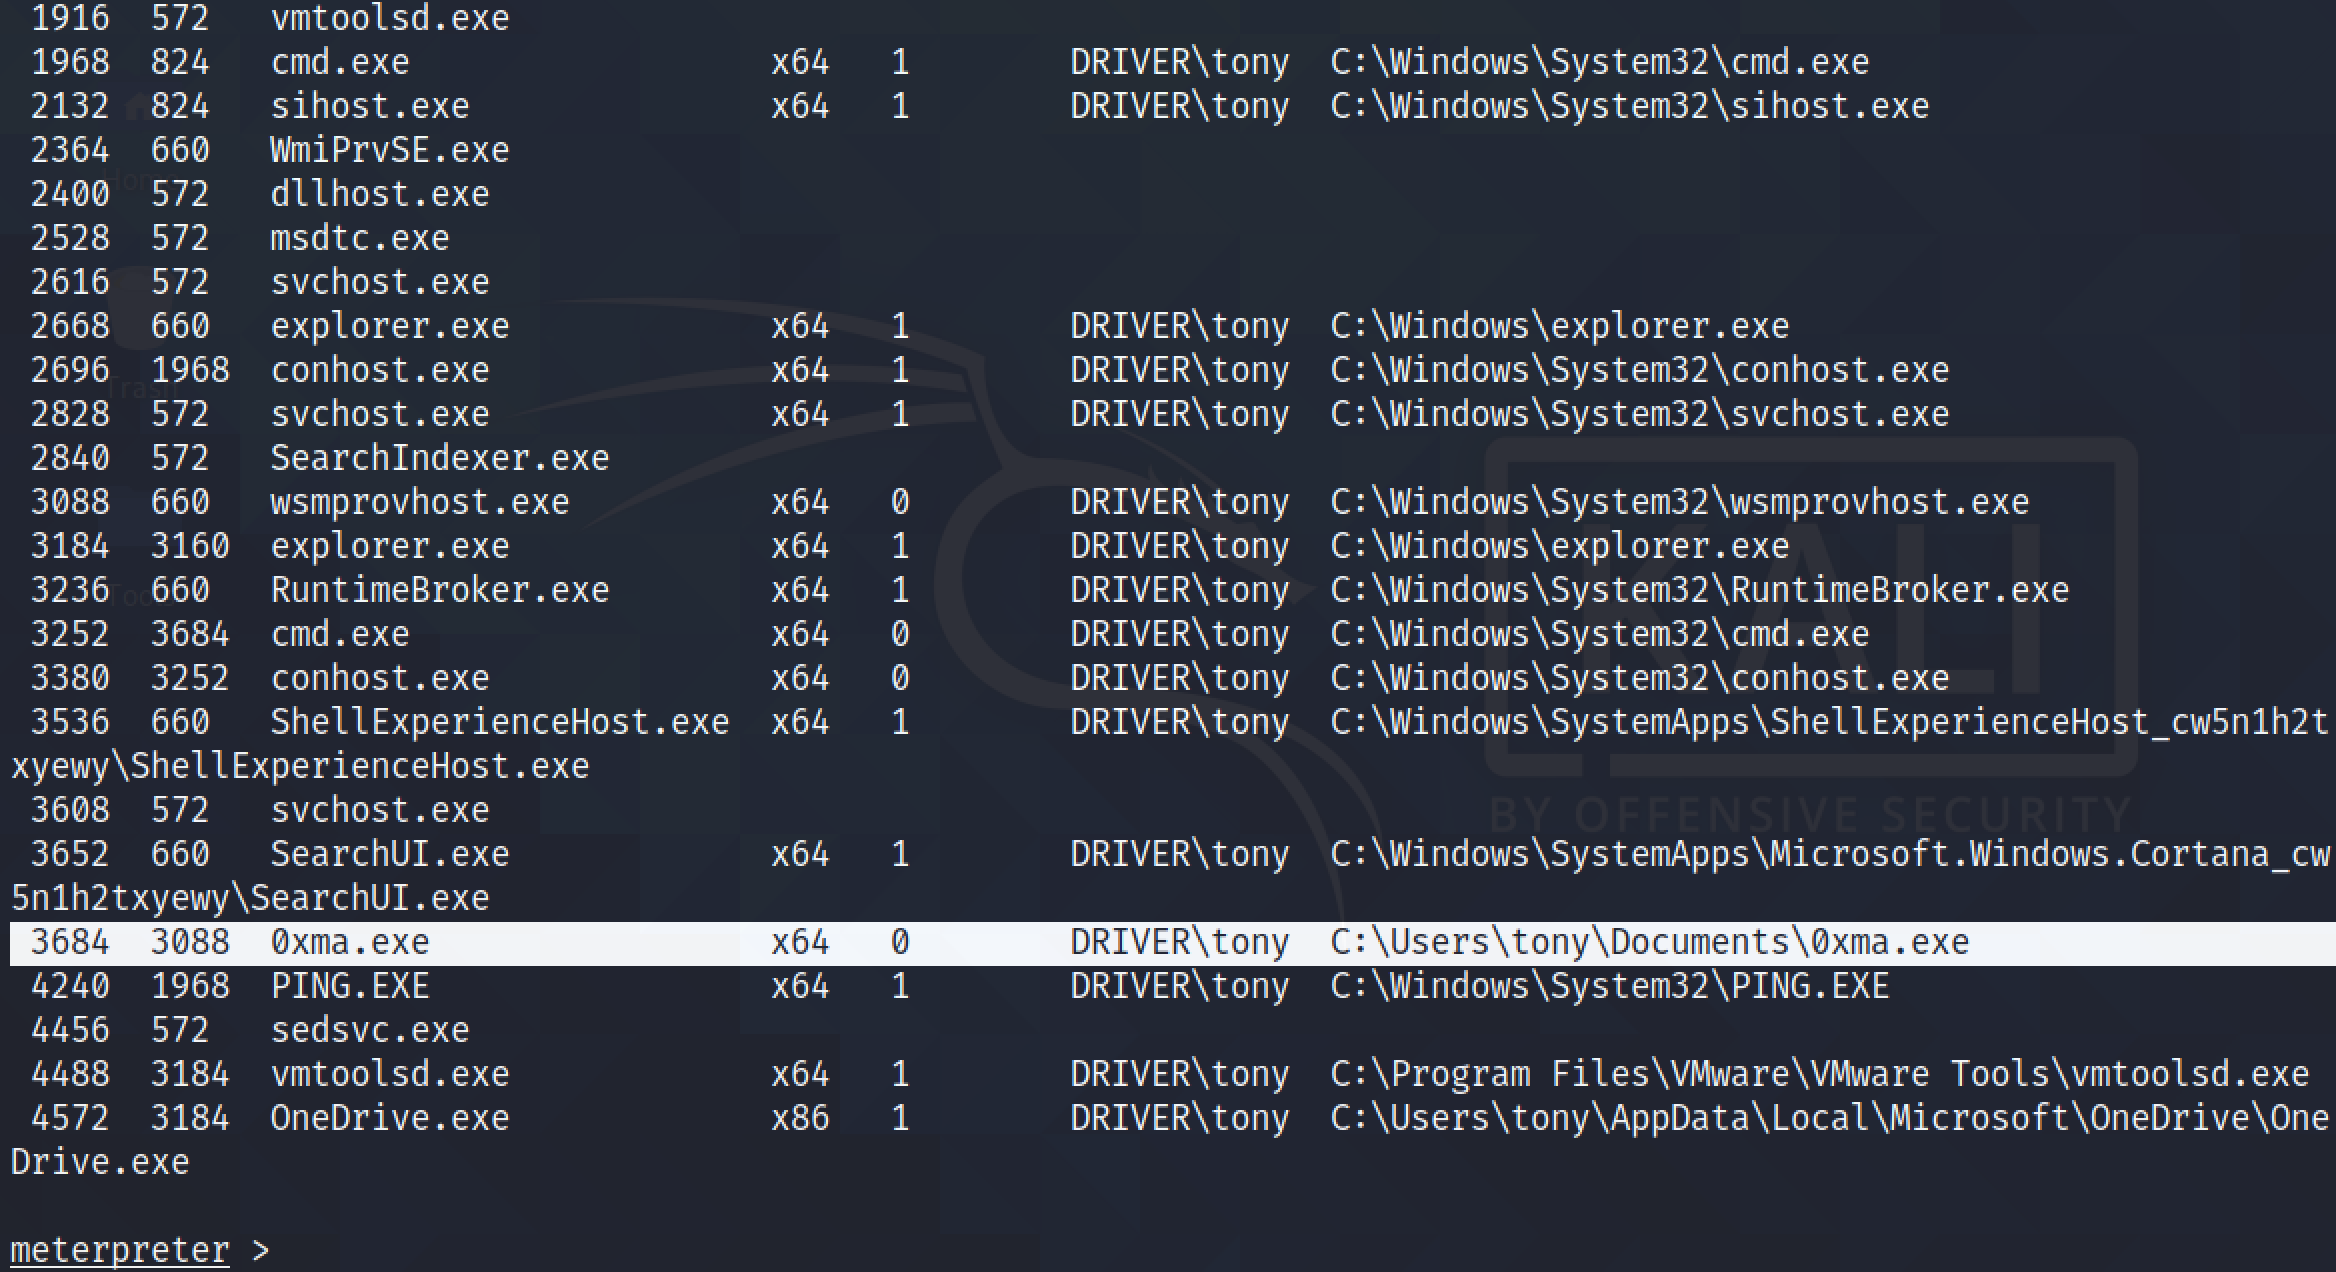 1916  572   vmtoolsd.exe
1968  824   cmd.exe                  x64   1        DRIVER\tony  C:\Windows\System32\cmd.exe
2132  824   sihost.exe               x64   1        DRIVER\tony  C:\Windows\System32\sihost.exe
2364  660   WmiPrvSE.exe
Home
2400  572   dllhost.exe
2528  572   msdtc.exe
2616  572   svchost.exe
2668  660   explorer.exe             x64   1        DRIVER\tony  C:\Windows\explorer.exe
2696  1968  conhost.exe              x64   1        DRIVER\tony  C:\Windows\System32\conhost.exe
Trash
2828  572   svchost.exe              x64   1        DRIVER\tony  C:\Windows\System32\svchost.exe
2840  572   SearchIndexer.exe
3088  660   wsmprovhost.exe          x64   0        DRIVER\tony  C:\Windows\System32\wsmprovhost.exe
3184  3160  explorer.exe             x64   1        DRIVER\tony  C:\Windows\explorer.exe
3236  660   RuntimeBroker.exe        x64   1        DRIVER\tony  C:\Windows\System32\RuntimeBroker.exe
KALI
3252  3684  cmd.exe                  x64   0        DRIVER\tony  C:\Windows\System32\cmd.exe
3380  3252  conhost.exe              x64   0        DRIVER\tony  C:\Windows\System32\conhost.exe
3536  660   ShellExperienceHost.exe  x64   1        DRIVER\tony  C:\Windows\SystemApps\ShellExperienceHost_cw5n1h2t
xyewy\ShellExperienceHost.exe
3608  572   svchost.exe
BY OFFENSIVE SECURITY
3652  660   SearchUI.exe             x64   1        DRIVER\tony  C:\Windows\SystemApps\Microsoft.Windows.Cortana_cw
5n1h2txyewy\SearchUI.exe
3684  3088  0xma.exe                 x64   0        DRIVER\tony  C:\Users\tony\Documents\0xma.exe
4240  1968  PING.EXE                 x64   1        DRIVER\tony  C:\Windows\System32\PING.EXE
4456  572   sedsvc.exe
4488  3184  vmtoolsd.exe             x64   1        DRIVER\tony  C:\Program Files\VMware\VMware Tools\vmtoolsd.exe
4572  3184  OneDrive.exe             x86   1        DRIVER\tony  C:\Users\tony\AppData\Local\Microsoft\OneDrive\One
Drive.exe
meterpreter >